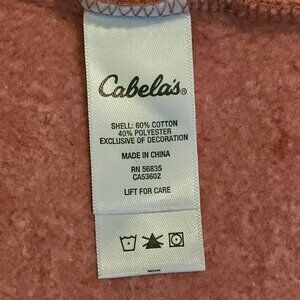 Cabela's®
SHELL: 60% COTTON
40% POLYESTER
EXCLUSIVE OF DECORATION
MADE IN CHINA
RN 56835
CA53602
LIFT FOR CARE